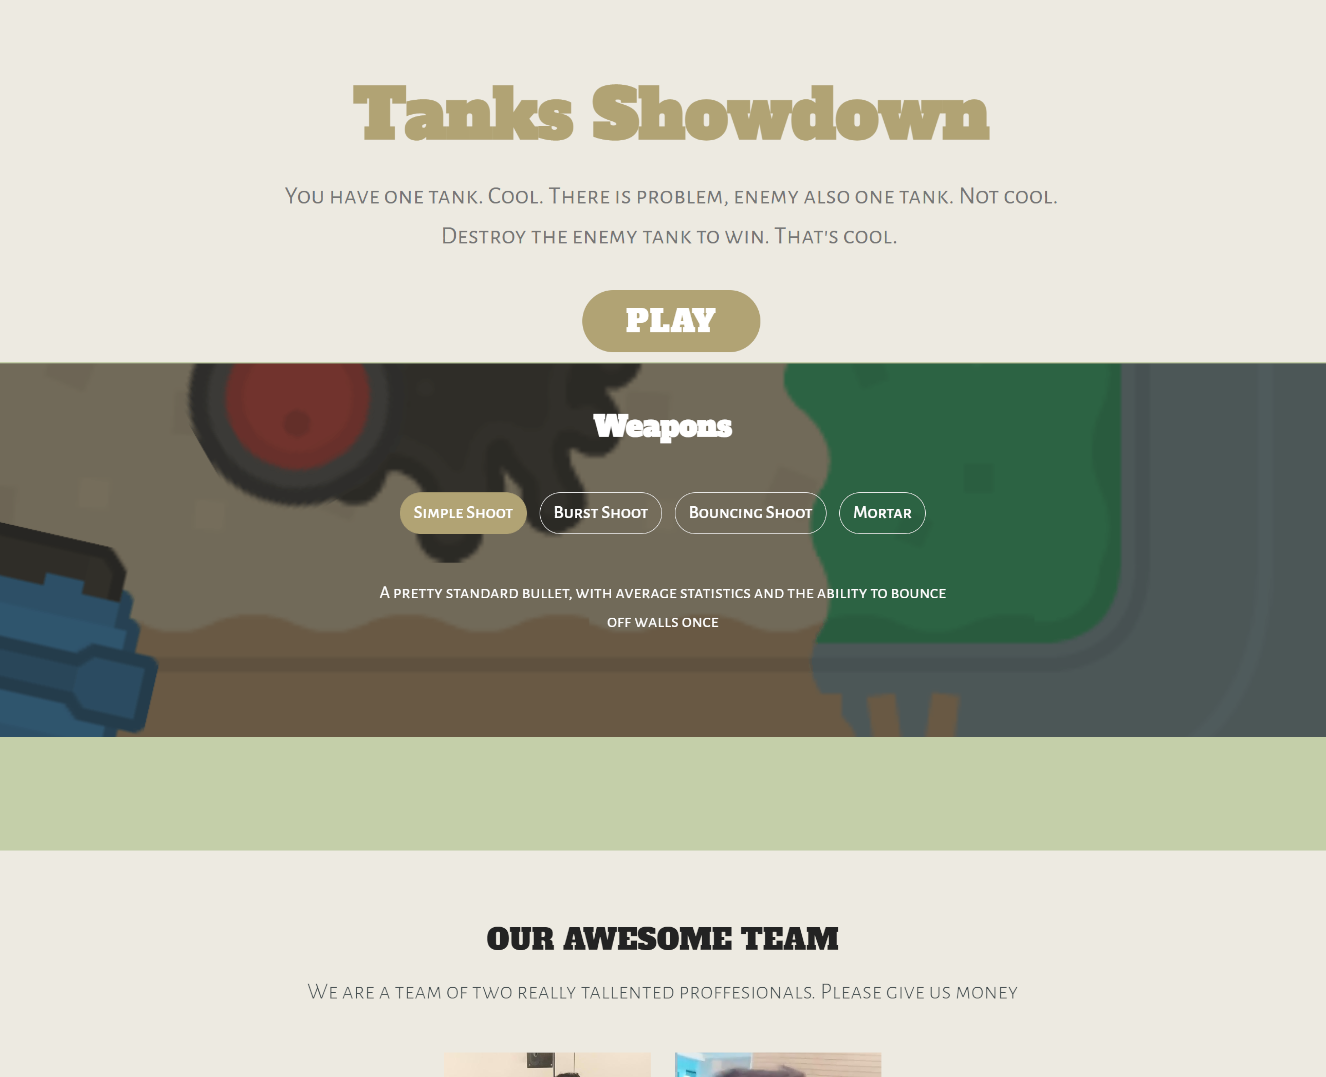 Tanks Showdown
You have one tank. Cool. There is problem, enemy also one tank. Not cool.
Destroy the enemy tank to win. That's cool.
PLAY
Weapons
Simple Shoot
Burst Shoot
Bouncing Shoot
Mortar
A pretty standard bullet, with average statistics and the ability to bounce
off walls once
OUR AWESOME TEAM
We are a team of two really tallented proffesionals. Please give us money